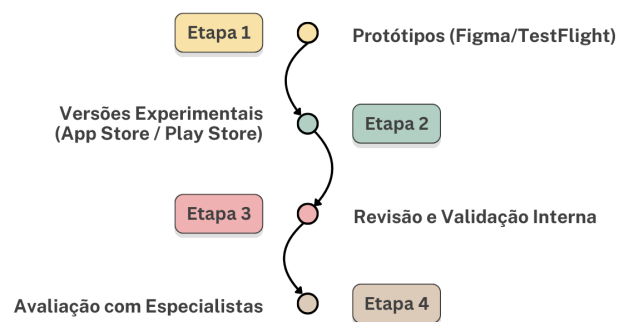 Etapa 1
Protótipos (Figma/TestFlight)
Versões Experimentais
(App Store / Play Store)
Etapa 2
Etapa 3
Revisão e Validação Interna
Avaliação com Especialistas
Etapa 4